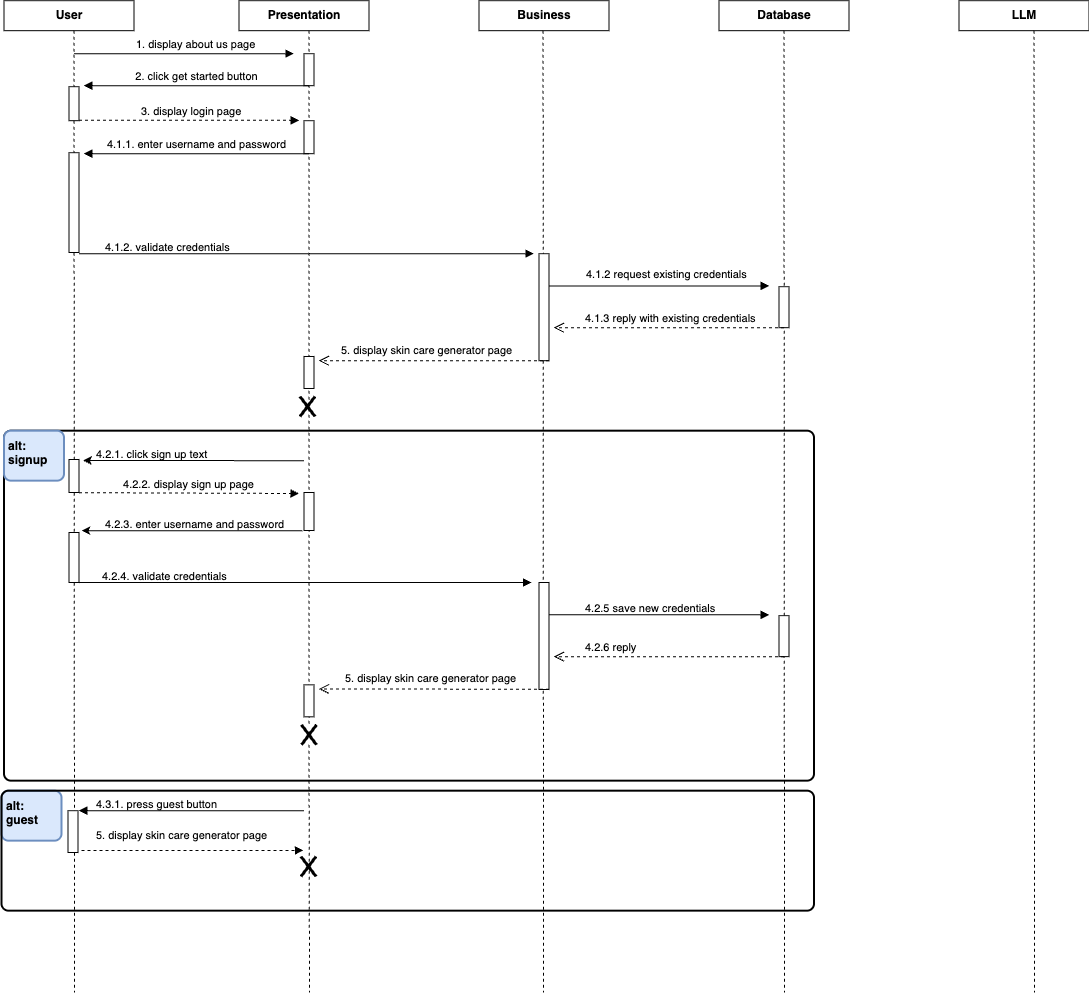 User
Presentation
Business
Database
LLM
1. display about us page
2. click get started button
3. display login page
4.1.1. enter username and password
4.1.2. validate credentials
4.1.2 request existing credentials
4.1.3 reply with existing credentials
5. display skin care generator page
alt:
signup
4.2.1. click sign up text
4.2.2. display sign up page
4.2.3. enter username and password
4.2.4. validate credentials
4.2.5 save new credentials
4.2.6 reply
5. display skin care generator page
alt:
guest
4.3.1. press guest button
5. display skin care generator page